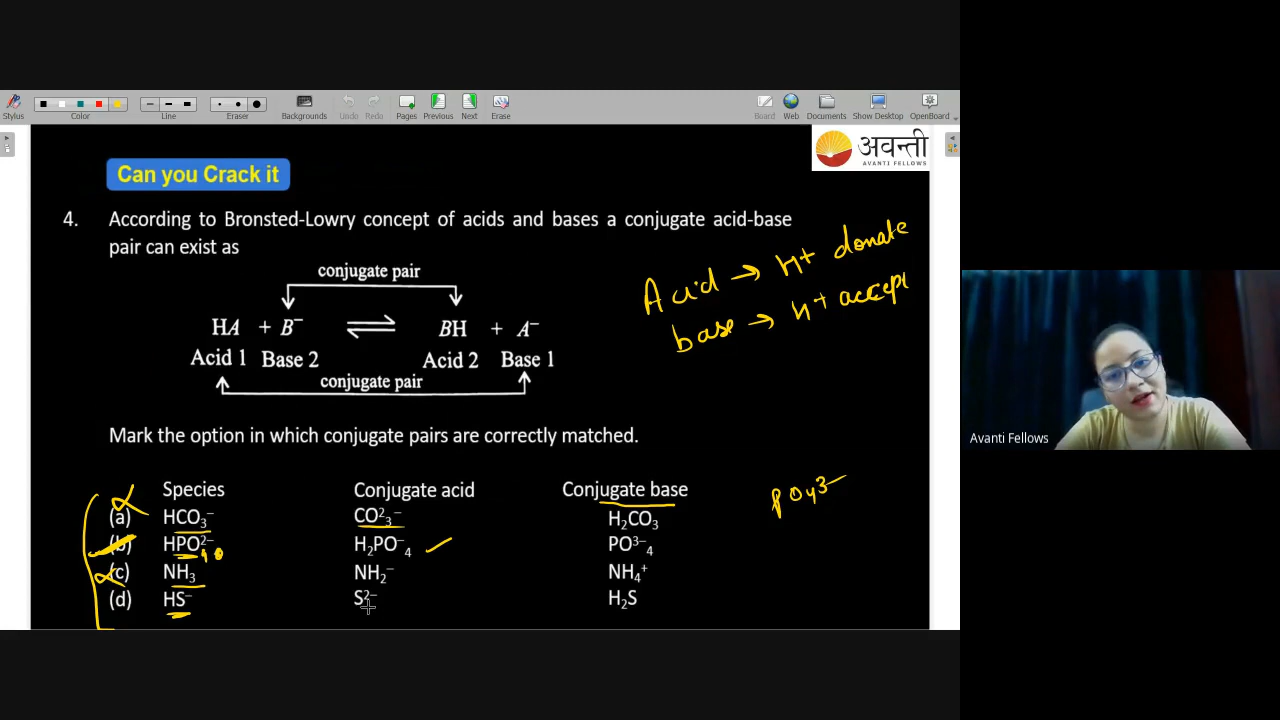 Stylus
Color
Line
Eraser
Backgrounds
Undo
Redo
Pages
Previous
Next
Erase
Board
Web
Documents
Show Desktop
OpenBoard
अवन्ती
AVANTI FELLOWS
Can you Crack it
4. According to Bronsted-Lowry concept of acids and bases a conjugate acid-base
pair can exist as
conjugate pair
HA + B⁻ ⇌ BH + A⁻
Acid 1 Base 2 Acid 2 Base 1
conjugate pair
Acid → H+ donate
base → H+ accept
Mark the option in which conjugate pairs are correctly matched.
Species Conjugate acid Conjugate base
(a) HCO₃⁻ CO²₃⁻ H₂CO₃
(b) HPO²⁻₄ H₂PO⁻₄ PO³⁻₄
(c) NH₃ NH₂⁻ NH₄⁺
(d) HS⁻ S²⁻ H₂S
PO₄3-
Avanti Fellows